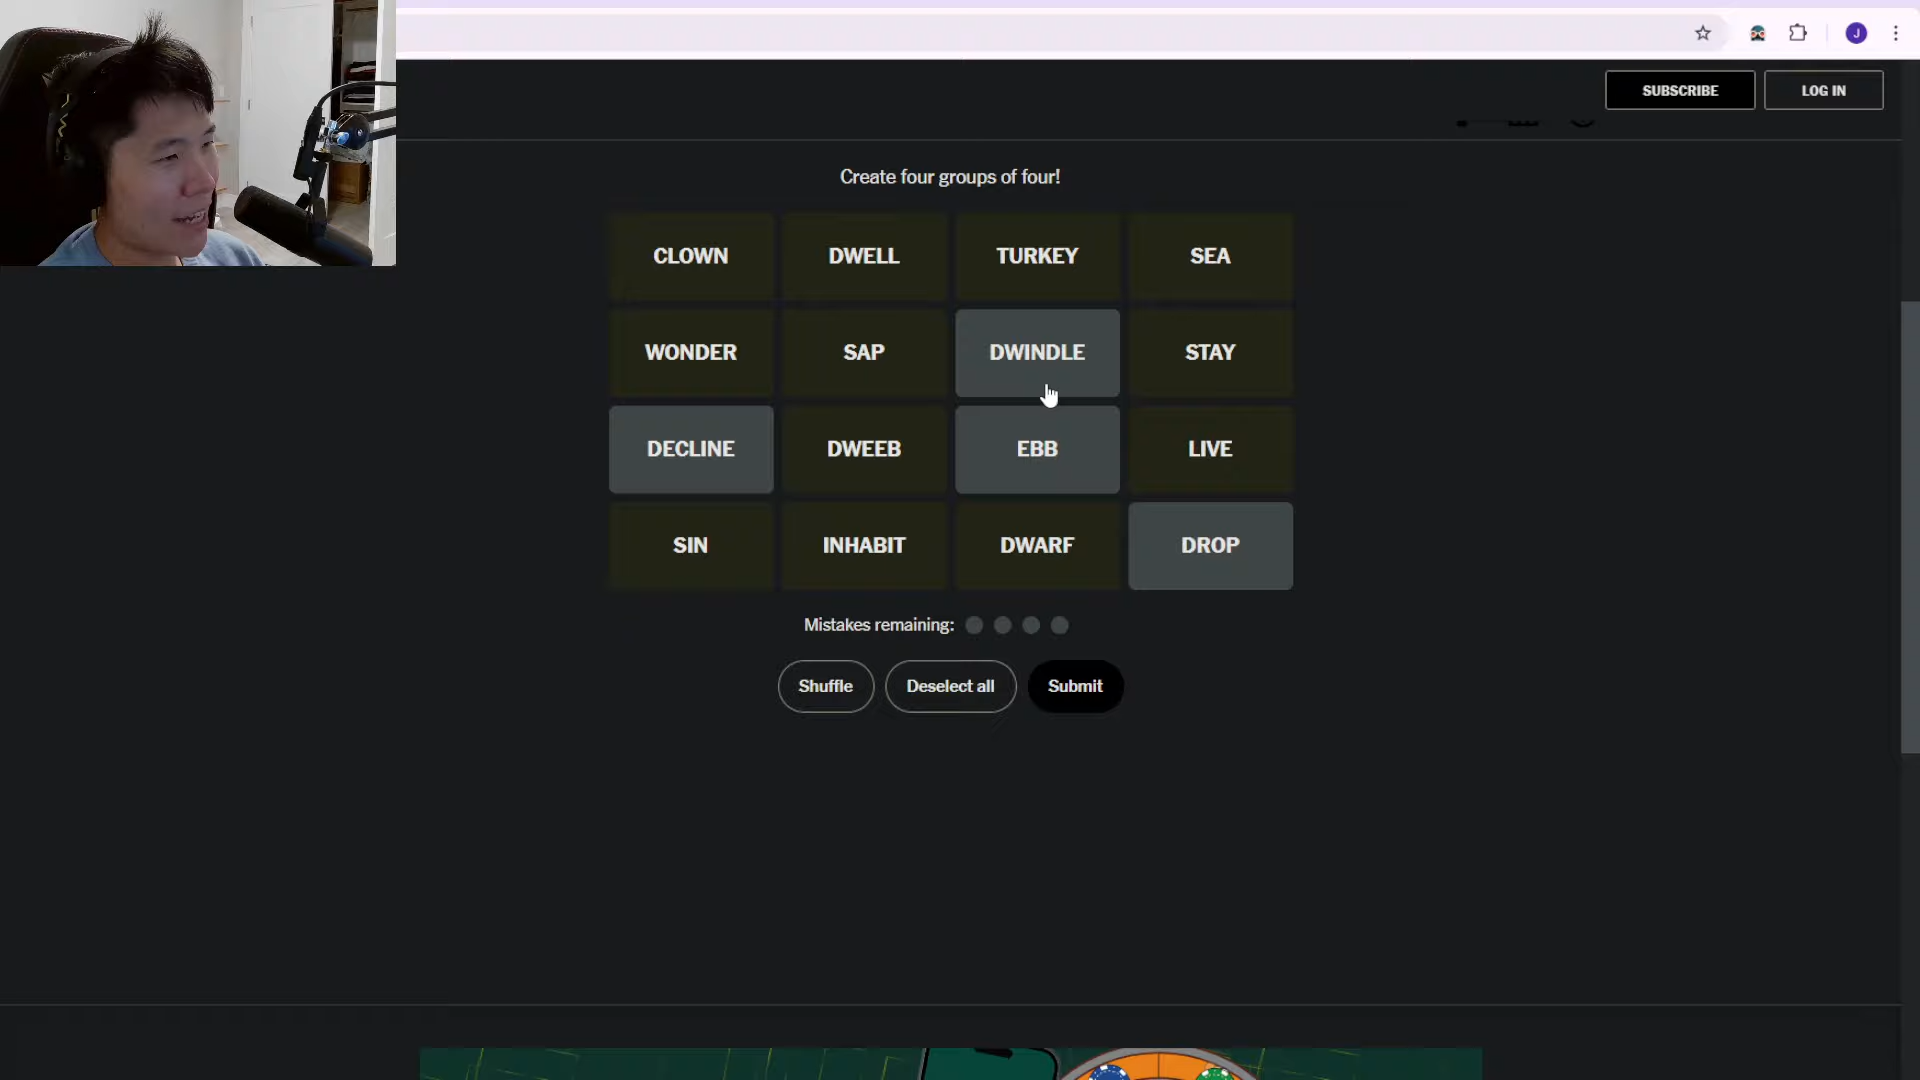 J
SUBSCRIBE
LOG IN
Create four groups of four!
CLOWN DWELL TURKEY SEA
WONDER SAP DWINDLE STAY
DECLINE DWEEB EBB LIVE
SIN INHABIT DWARF DROP
Mistakes remaining:
Shuffle Deselect all Submit